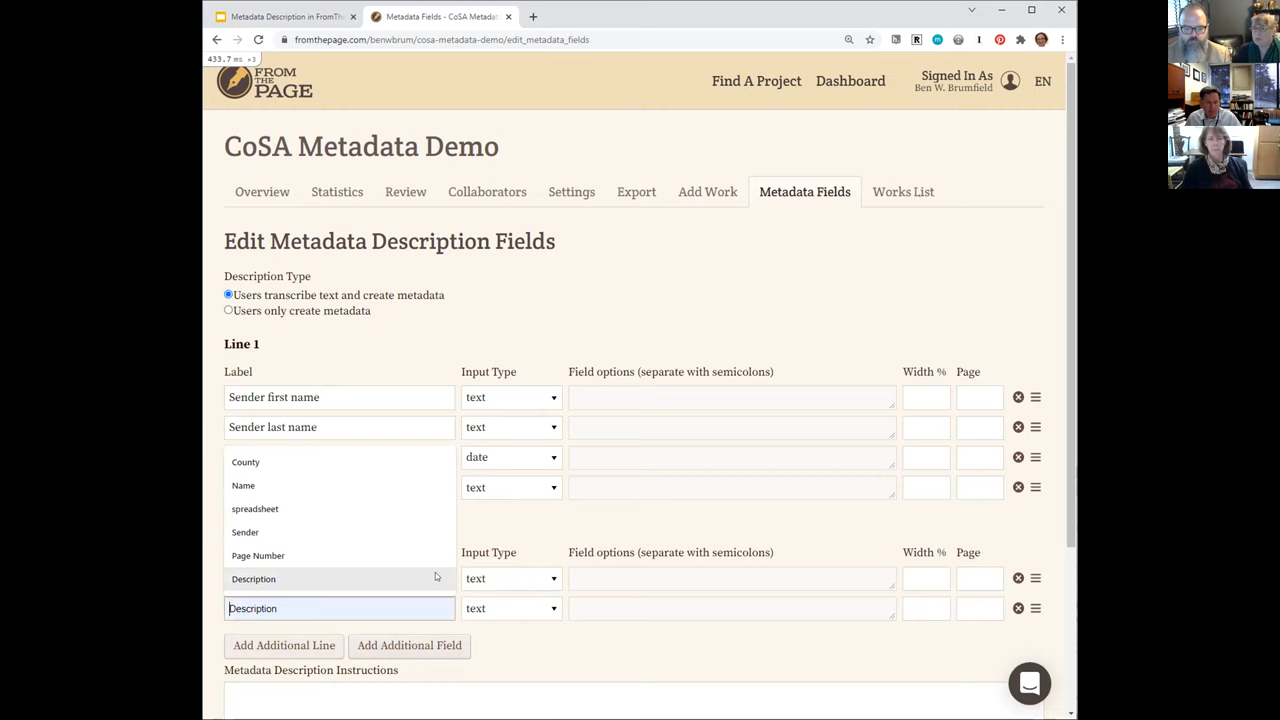 Metadata Description in FromThe
Metadata Fields - CoSA Metadat
fromthepage.com/benwbrum/cosa-metadata-demo/edit_metadata_fields
433.7 ms ×3
FROM THE PAGE
Find A Project
Dashboard
Signed In As
Ben W. Brumfield
EN
CoSA Metadata Demo
Overview
Statistics
Review
Collaborators
Settings
Export
Add Work
Metadata Fields
Works List
Edit Metadata Description Fields
Description Type
Users transcribe text and create metadata
Users only create metadata
Line 1
Label
Input Type
Field options (separate with semicolons)
Width %
Page
Sender first name
text
Sender last name
text
date
text
County
Name
spreadsheet
Sender
Page Number
Description
Input Type
Field options (separate with semicolons)
Width %
Page
text
Description
text
Add Additional Line
Add Additional Field
Metadata Description Instructions